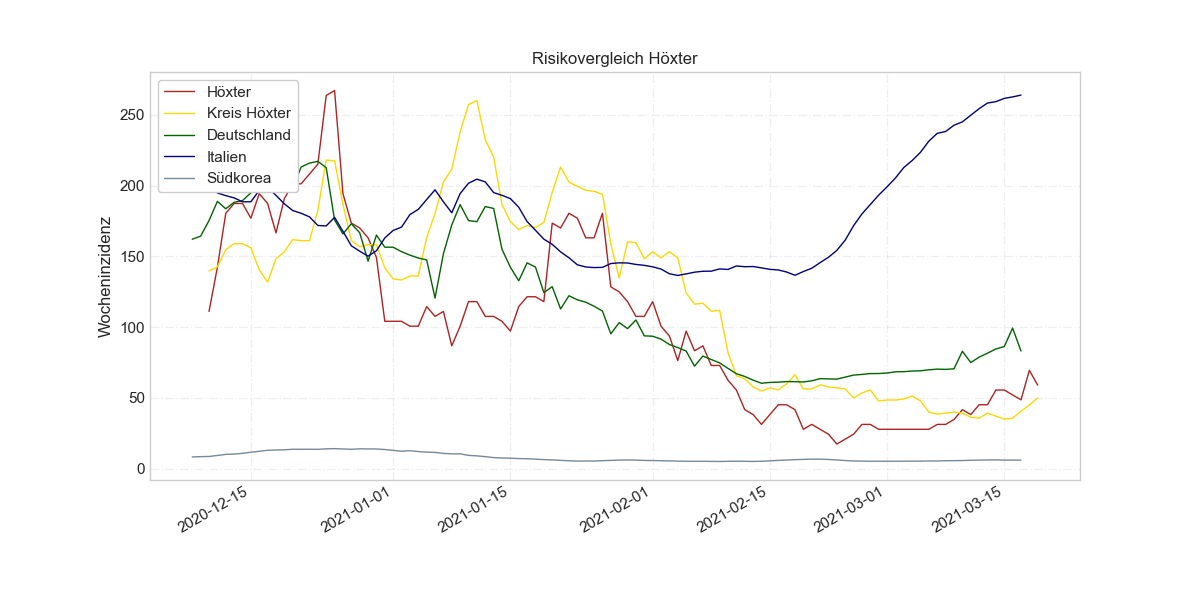 Risikovergleich Höxter
Höxter
Kreis Höxter
Deutschland
Italien
Südkorea
Wocheninzidenz
250
200
150
100
50
0
2020-12-15
2021-01-01
2021-01-15
2021-02-01
2021-02-15
2021-03-01
2021-03-15